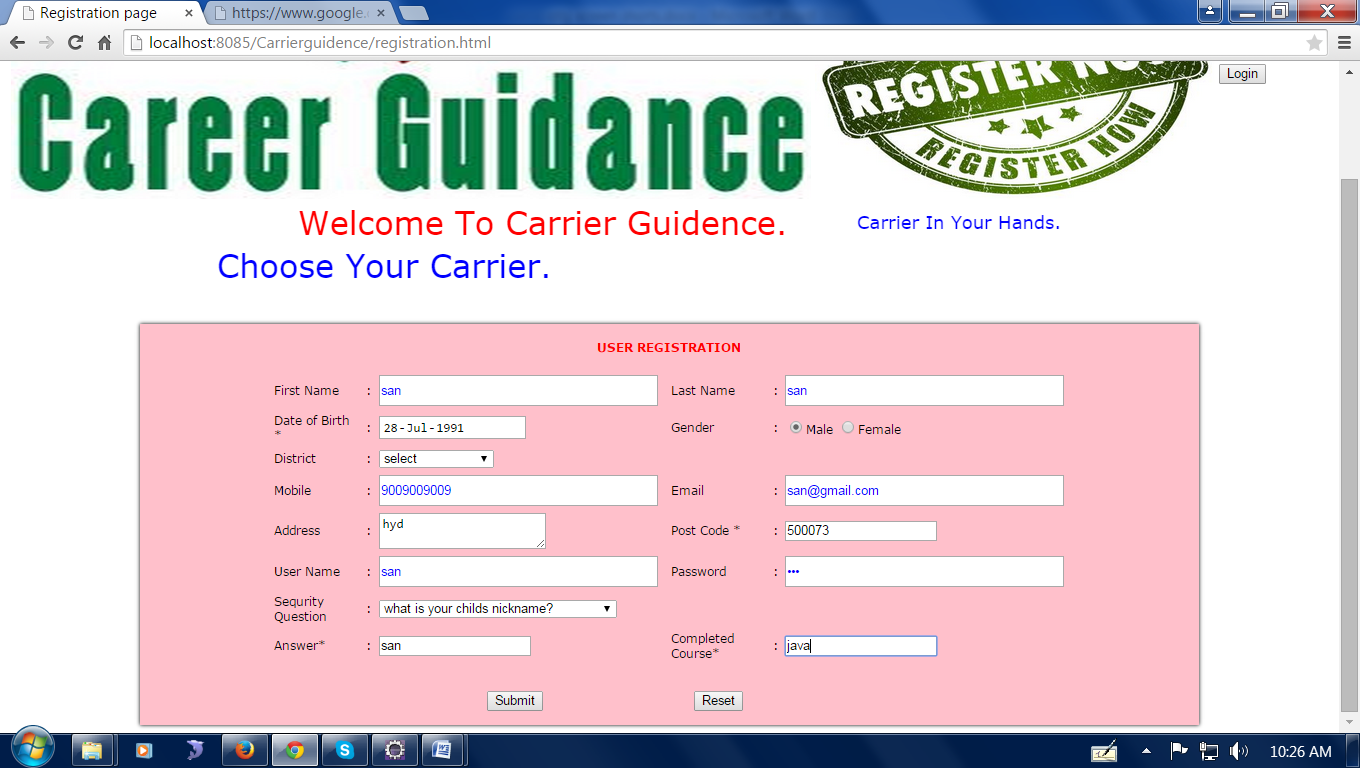 Registration page
https://www.google.
localhost:8085/Carrierguidence/registration.html
Career Guidance
REGISTER NOW
REGISTER NOW
Login
Welcome To Carrier Guidence.
Carrier In Your Hands.
Choose Your Carrier.
USER REGISTRATION
First Name : san Last Name : san
Date of Birth * : 28-Jul-1991 Gender : Male Female
District : select
Mobile : 9009009009 Email : san@gmail.com
Address : hyd Post Code * : 500073
User Name : san Password : •••
Sequrity
Question : what is your childs nickname?
Answer* : san Completed
Course* : java
Submit Reset
10:26 AM